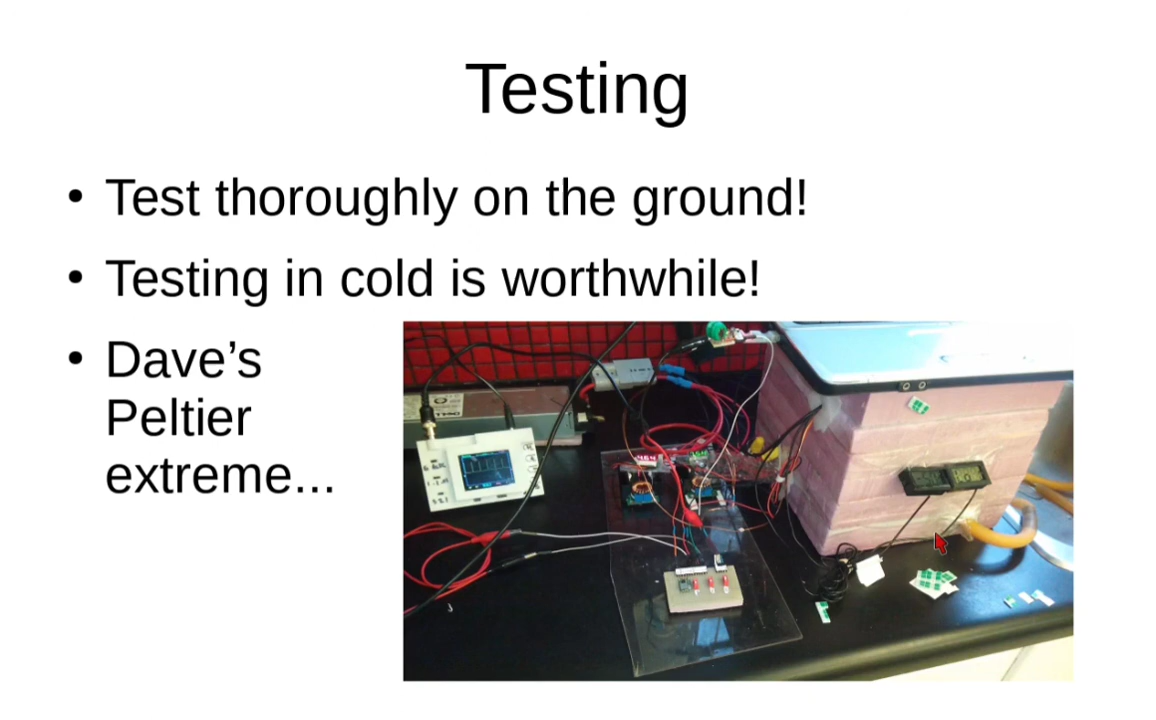 Testing
• Test thoroughly on the ground!
• Testing in cold is worthwhile!
• Dave’s
Peltier
extreme...